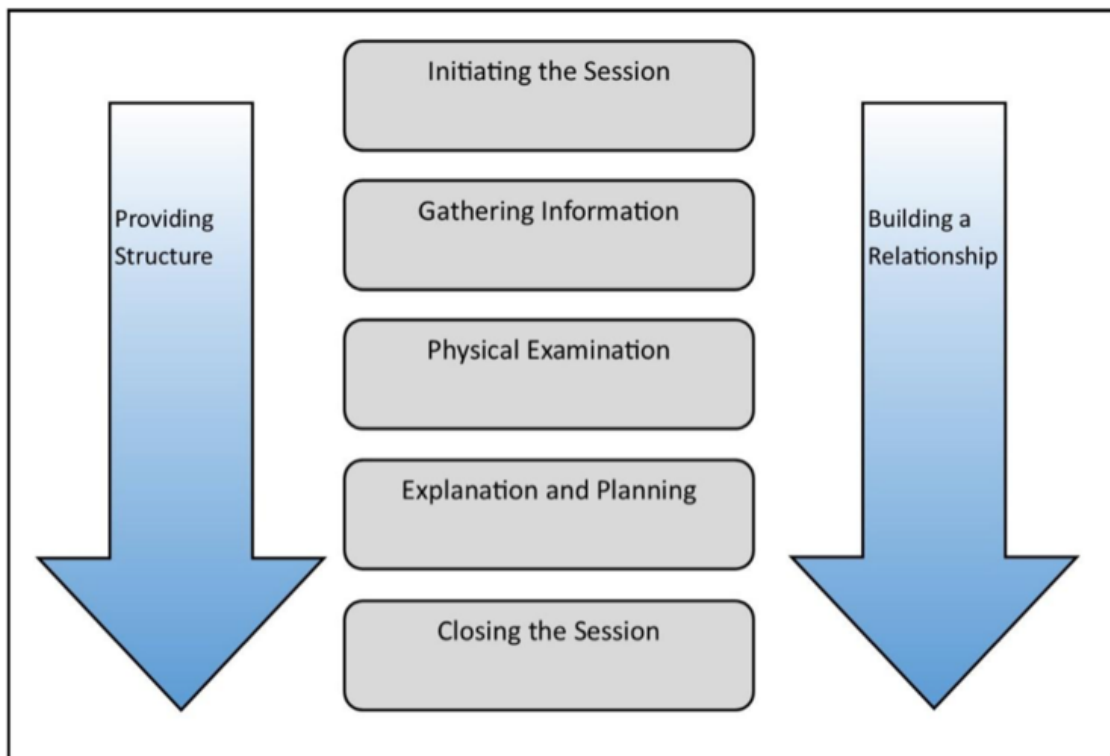 Initiating the Session
Gathering Information
Providing
Structure
Building a
Relationship
Physical Examination
Explanation and Planning
Closing the Session